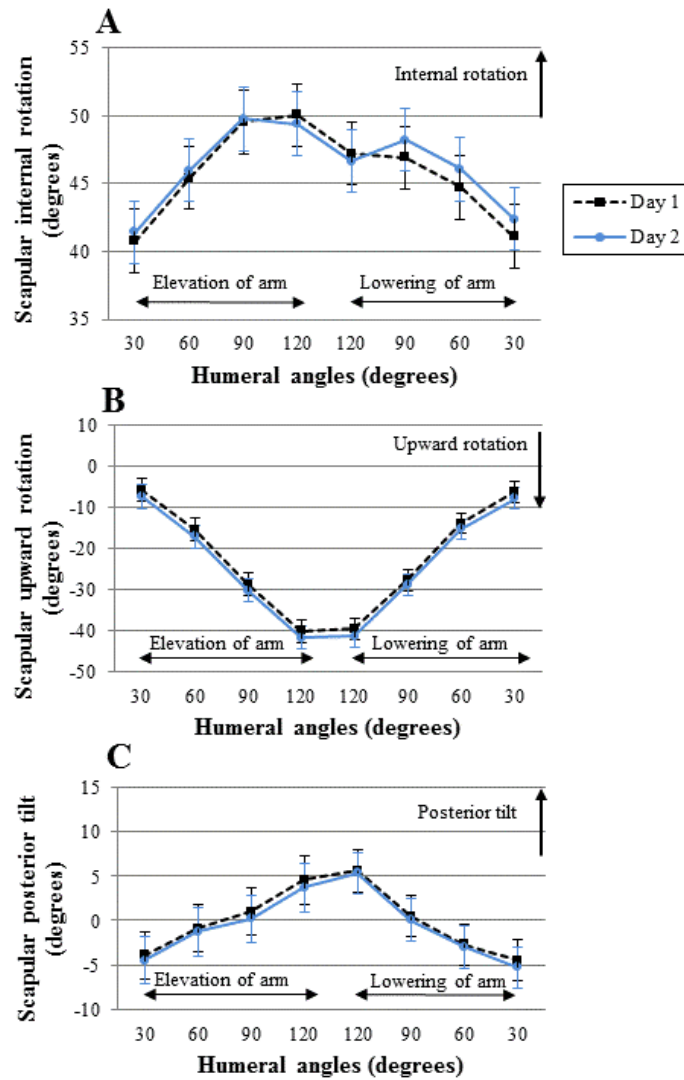 A
55
50
45
40
35
Scapular internal rotation
(degrees)
Internal rotation
Elevation of arm
Lowering of arm
30 60 90 120 120 90 60 30
Humeral angles (degrees)
Day 1
Day 2
B
10
0
-10
-20
-30
-40
-50
Scapular upward rotation
(degrees)
Upward rotation
Elevation of arm
Lowering of arm
30 60 90 120 120 90 60 30
Humeral angles (degrees)
C
15
10
5
0
-5
-10
Scapular posterior tilt
(degrees)
Posterior tilt
Elevation of arm
Lowering of arm
30 60 90 120 120 90 60 30
Humeral angles (degrees)